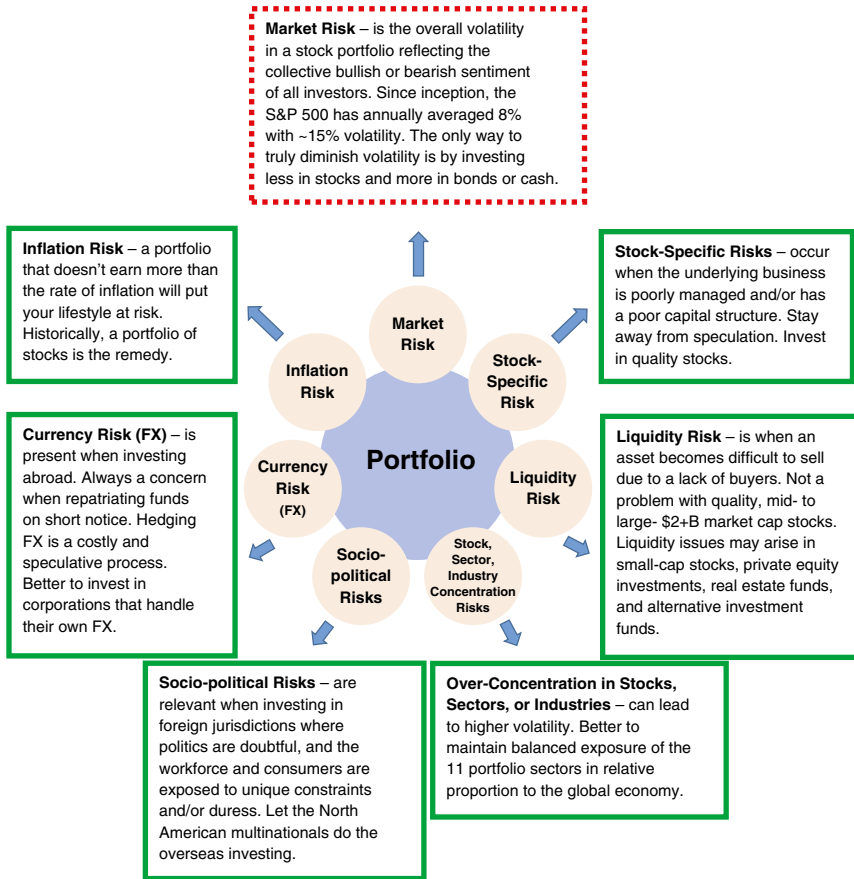 Market Risk – is the overall volatility
in a stock portfolio reflecting the
collective bullish or bearish sentiment
of all investors. Since inception, the
S&P 500 has annually averaged 8%
with ~15% volatility. The only way to
truly diminish volatility is by investing
less in stocks and more in bonds or cash.
Inflation Risk – a portfolio
that doesn't earn more than
the rate of inflation will put
your lifestyle at risk.
Historically, a portfolio of
stocks is the remedy.
Stock-Specific Risks – occur
when the underlying business
is poorly managed and/or has
a poor capital structure. Stay
away from speculation. Invest
in quality stocks.
Market
Risk
Inflation
Risk
Stock-
Specific
Risk
Portfolio
Currency
Risk
(FX)
Liquidity
Risk
Socio-
political
Risks
Stock,
Sector,
Industry
Concentration
Risks
Currency Risk (FX) – is
present when investing
abroad. Always a concern
when repatriating funds
on short notice. Hedging
FX is a costly and
speculative process.
Better to invest in
corporations that handle
their own FX.
Liquidity Risk – is when an
asset becomes difficult to sell
due to a lack of buyers. Not a
problem with quality, mid- to
large- $2+B market cap stocks.
Liquidity issues may arise in
small-cap stocks, private equity
investments, real estate funds,
and alternative investment
funds.
Socio-political Risks – are
relevant when investing in
foreign jurisdictions where
politics are doubtful, and the
workforce and consumers are
exposed to unique constraints
and/or duress. Let the North
American multinationals do the
overseas investing.
Over-Concentration in Stocks,
Sectors, or Industries – can lead
to higher volatility. Better to
maintain balanced exposure of the
11 portfolio sectors in relative
proportion to the global economy.